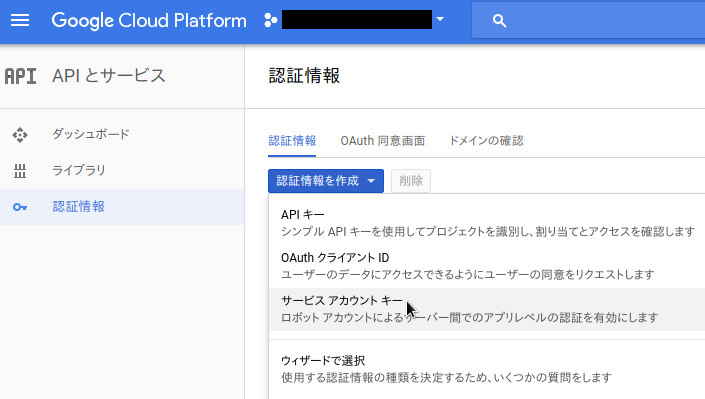 Google Cloud Platform
API APIとサービス
認証情報
ダッシュボード
ライブラリ
認証情報
認証情報 OAuth 同意画面 ドメインの確認
認証情報を作成 削除
API キー
シンプル API キーを使用してプロジェクトを識別し、割り当てとアクセスを確認します
OAuth クライアント ID
ユーザーのデータにアクセスできるようにユーザーの同意をリクエストします
サービス アカウント キー
ロボット アカウントによるサーバー間でのアプリレベルの認証を有効にします
ウィザードで選択
使用する認証情報の種類を決定するため、いくつかの質問をします